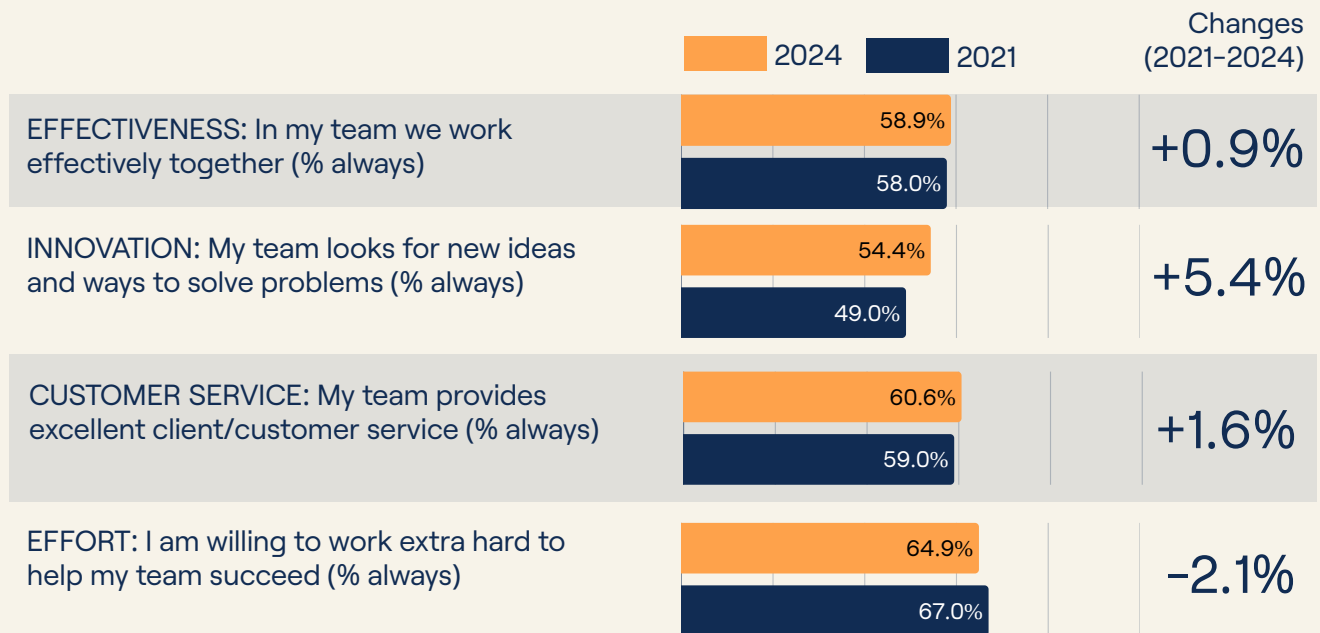 Changes
2024 2021 (2021-2024)
EFFECTIVENESS: In my team we work
effectively together (% always)
58.9%
58.0%
+0.9%
INNOVATION: My team looks for new ideas
and ways to solve problems (% always)
54.4%
49.0%
+5.4%
CUSTOMER SERVICE: My team provides
excellent client/customer service (% always)
60.6%
59.0%
+1.6%
EFFORT: I am willing to work extra hard to
help my team succeed (% always)
64.9%
67.0%
-2.1%